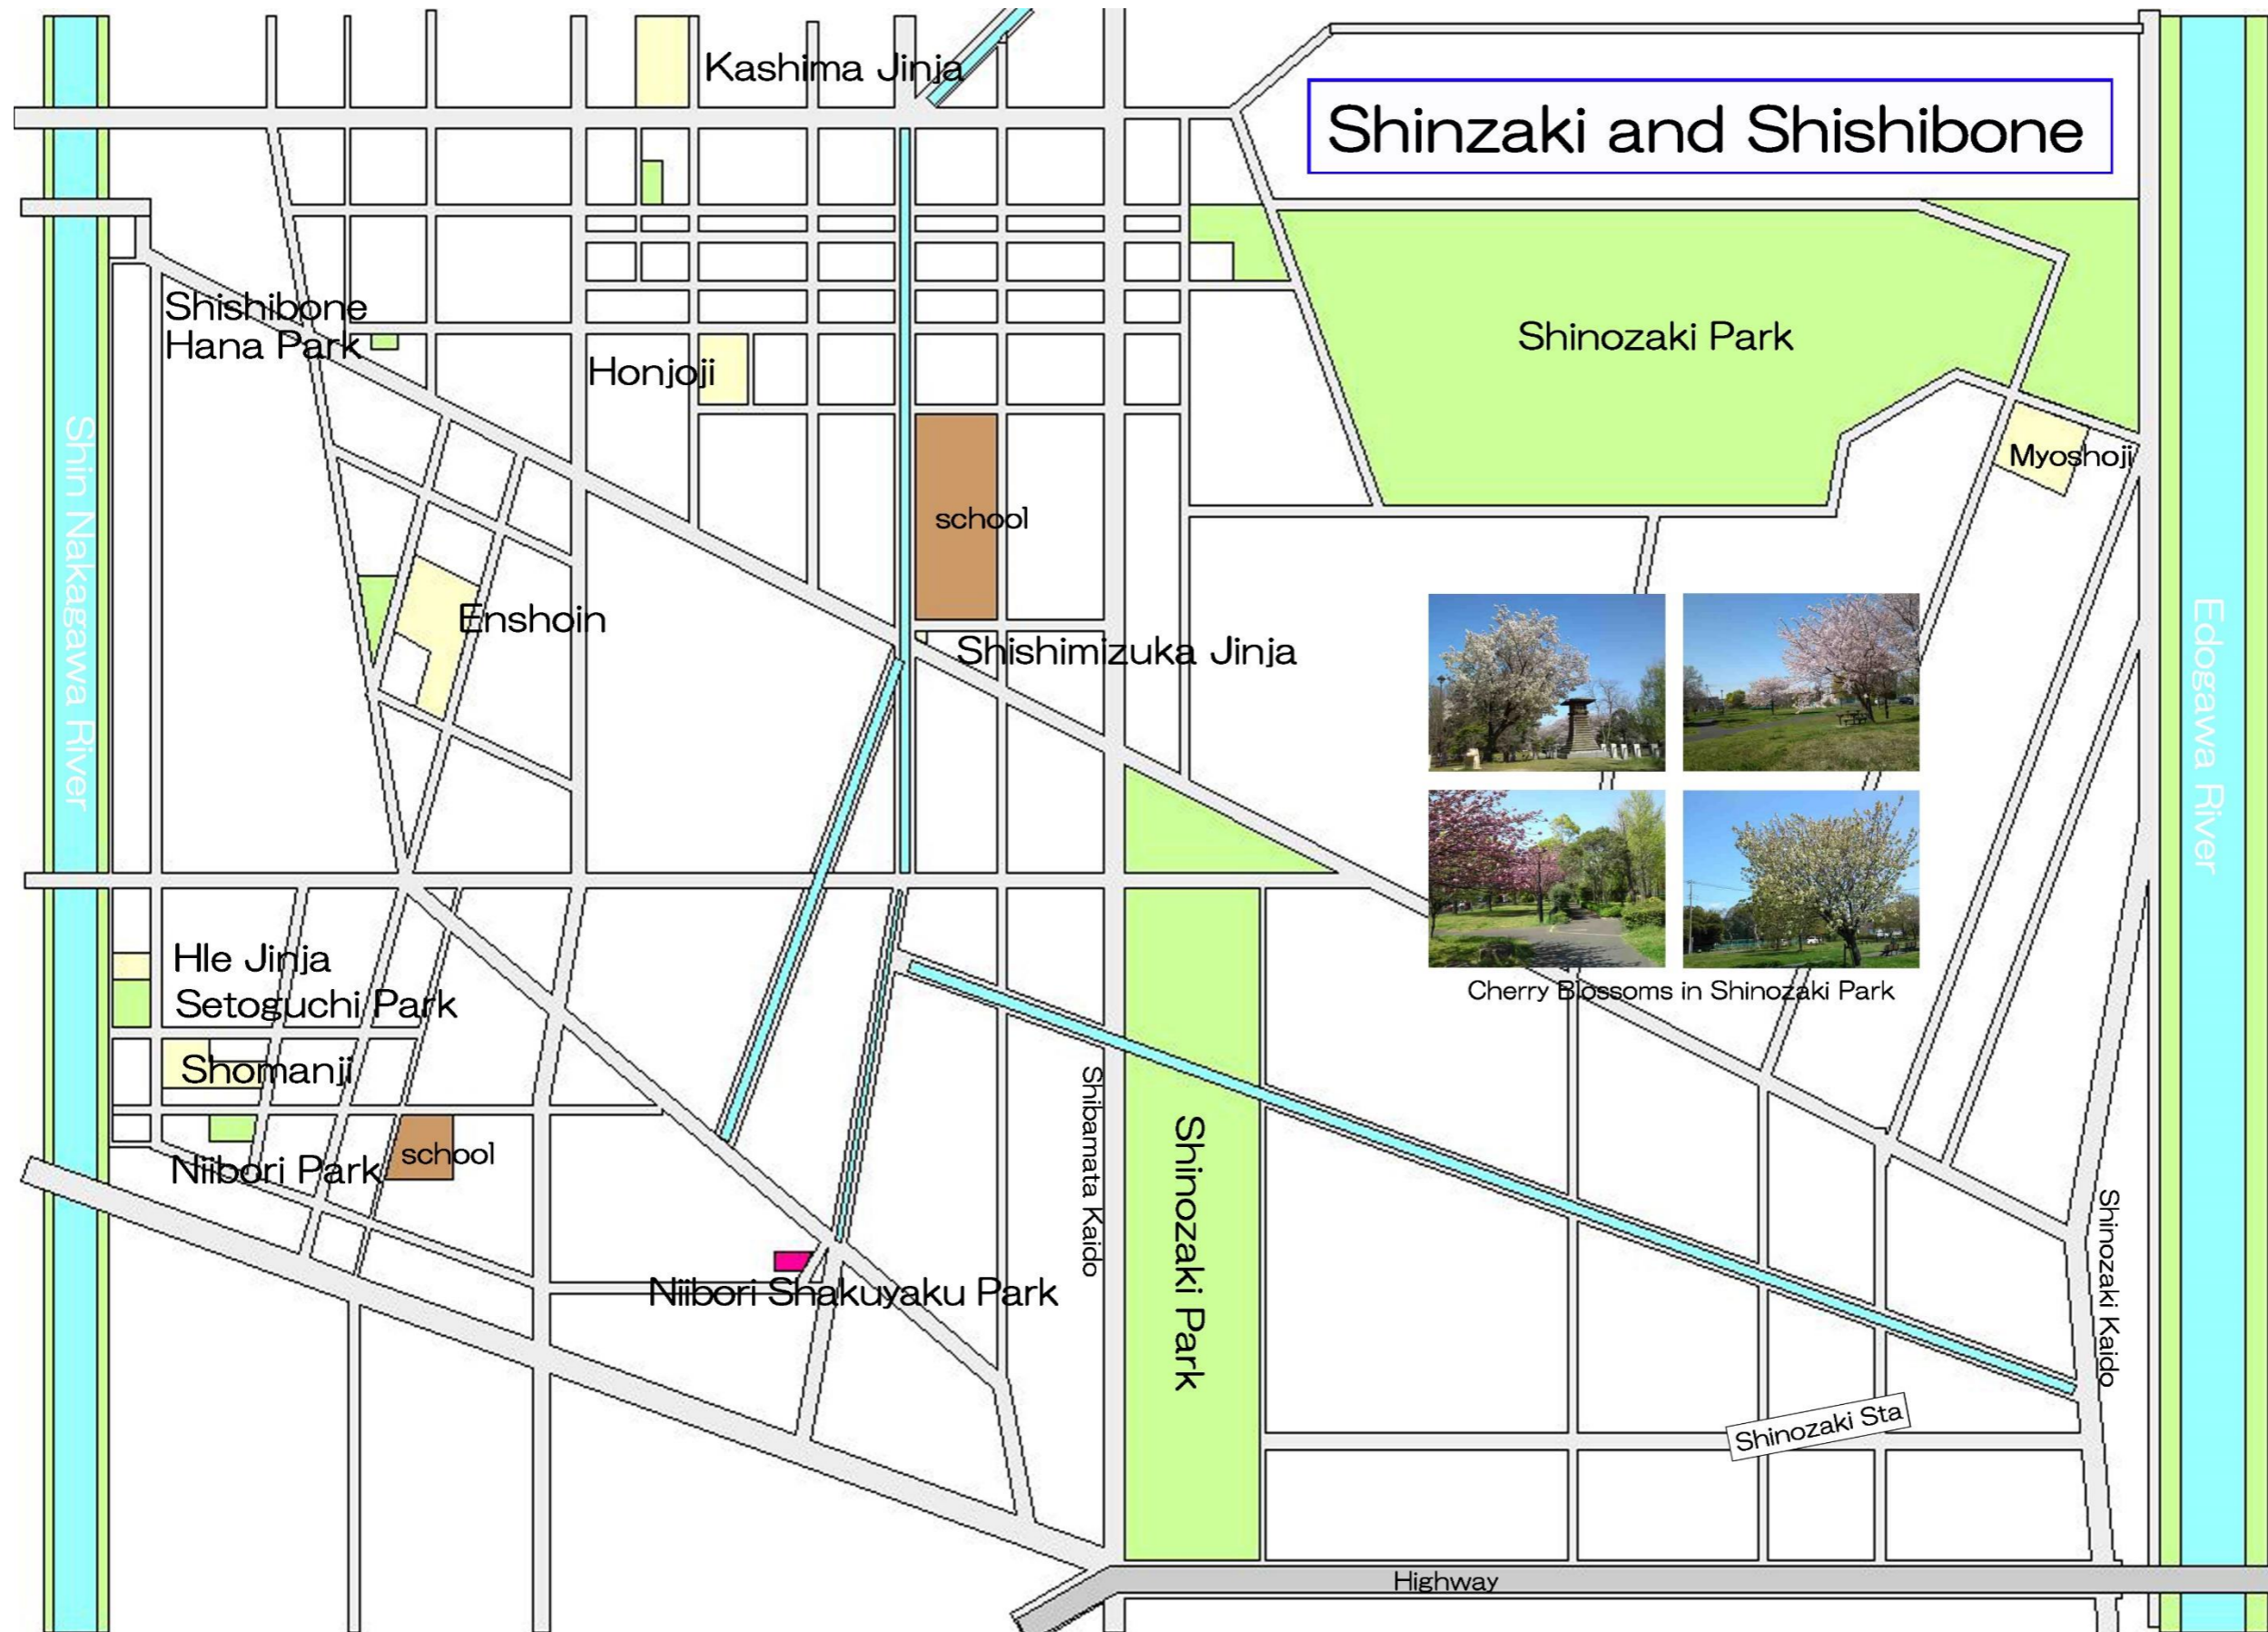 Kashima Jinja
Shinzaki and Shishibone
Shishibone
Hana Park
Honjoji
Shinozaki Park
Myoshoji
Shin Nakagawa River
school
Enshoin
Shishimizuka Jinja
Edogawa River
Hle Jinja
Setoguchi Park
Cherry Blossoms in Shinozaki Park
Shomanji
school
Niibori Park
Shibamata Kaido
Shinozaki Park
Shinozaki Kaido
Niibori Shakuyaku Park
Shinozaki Sta
Highway